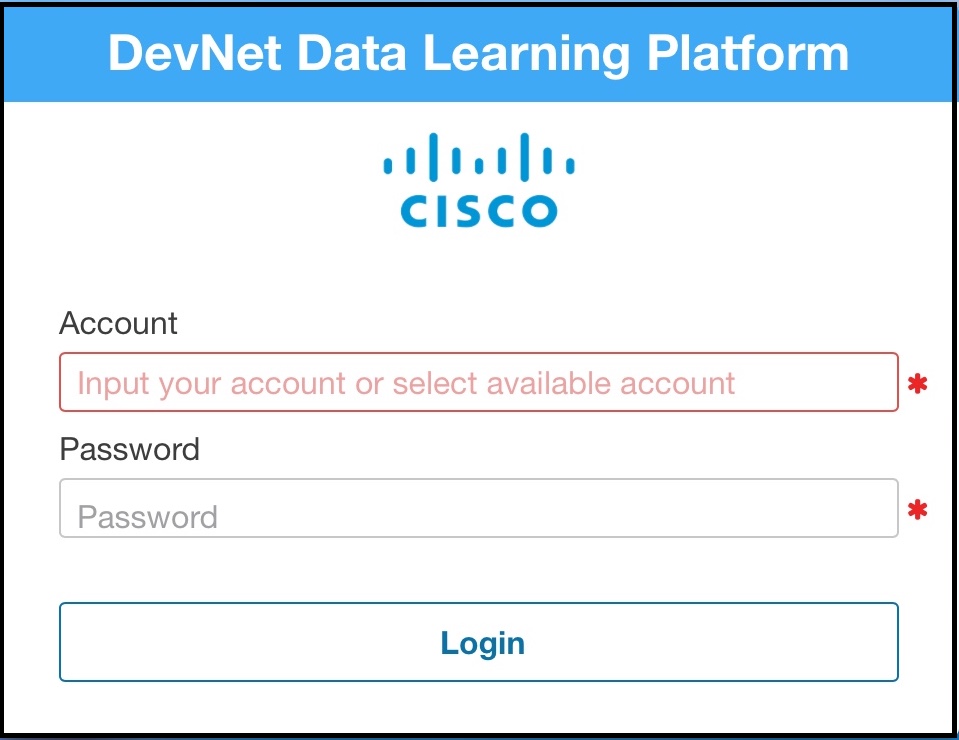 DevNet Data Learning Platform
CISCO
Account
Input your account or select available account
*
Password
Password
*
Login